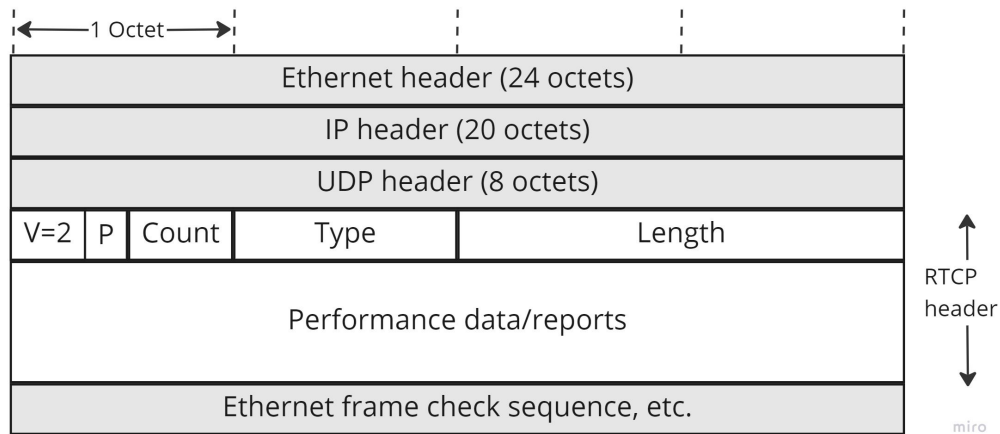 1 Octet
Ethernet header (24 octets)
IP header (20 octets)
UDP header (8 octets)
V=2 P Count Type Length
RTCP
header
Performance data/reports
Ethernet frame check sequence, etc.
miro